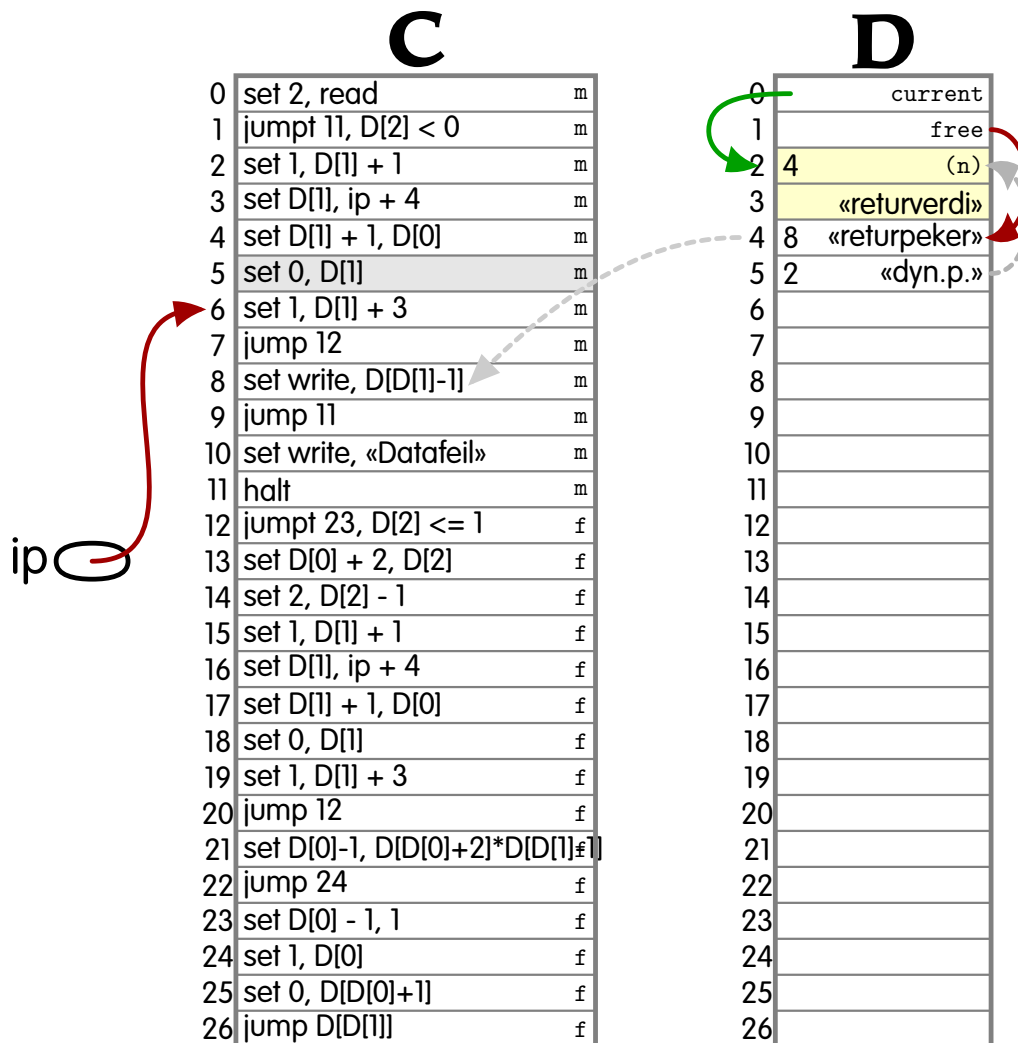 C D
0 set 2, read m 0 current
1 jumpt 11, D[2] < 0 m 1 free
2 set 1, D[1] + 1 m 2 4 (n)
3 set D[1], ip + 4 m 3 «returverdi»
4 set D[1] + 1, D[0] m 4 8 «returpeker»
5 set 0, D[1] m 5 2 «dyn.p.»
6 set 1, D[1] + 3 m 6
7 jump 12 m 7
8 set write, D[D[1]-1] m 8
9 jump 11 m 9
10 set write, «Datafeil» m 10
11 halt m 11
12 jumpt 23, D[2] <= 1 f 12
ip 13 set D[0] + 2, D[2] f 13
14 set 2, D[2] - 1 f 14
15 set 1, D[1] + 1 f 15
16 set D[1], ip + 4 f 16
17 set D[1] + 1, D[0] f 17
18 set 0, D[1] f 18
19 set 1, D[1] + 3 f 19
20 jump 12 f 20
21 set D[0]-1, D[D[0]+2]*D[D[1]-1] f 21
22 jump 24 f 22
23 set D[0] - 1, 1 f 23
24 set 1, D[0] f 24
25 set 0, D[D[0]+1] f 25
26 jump D[D[1]] f 26